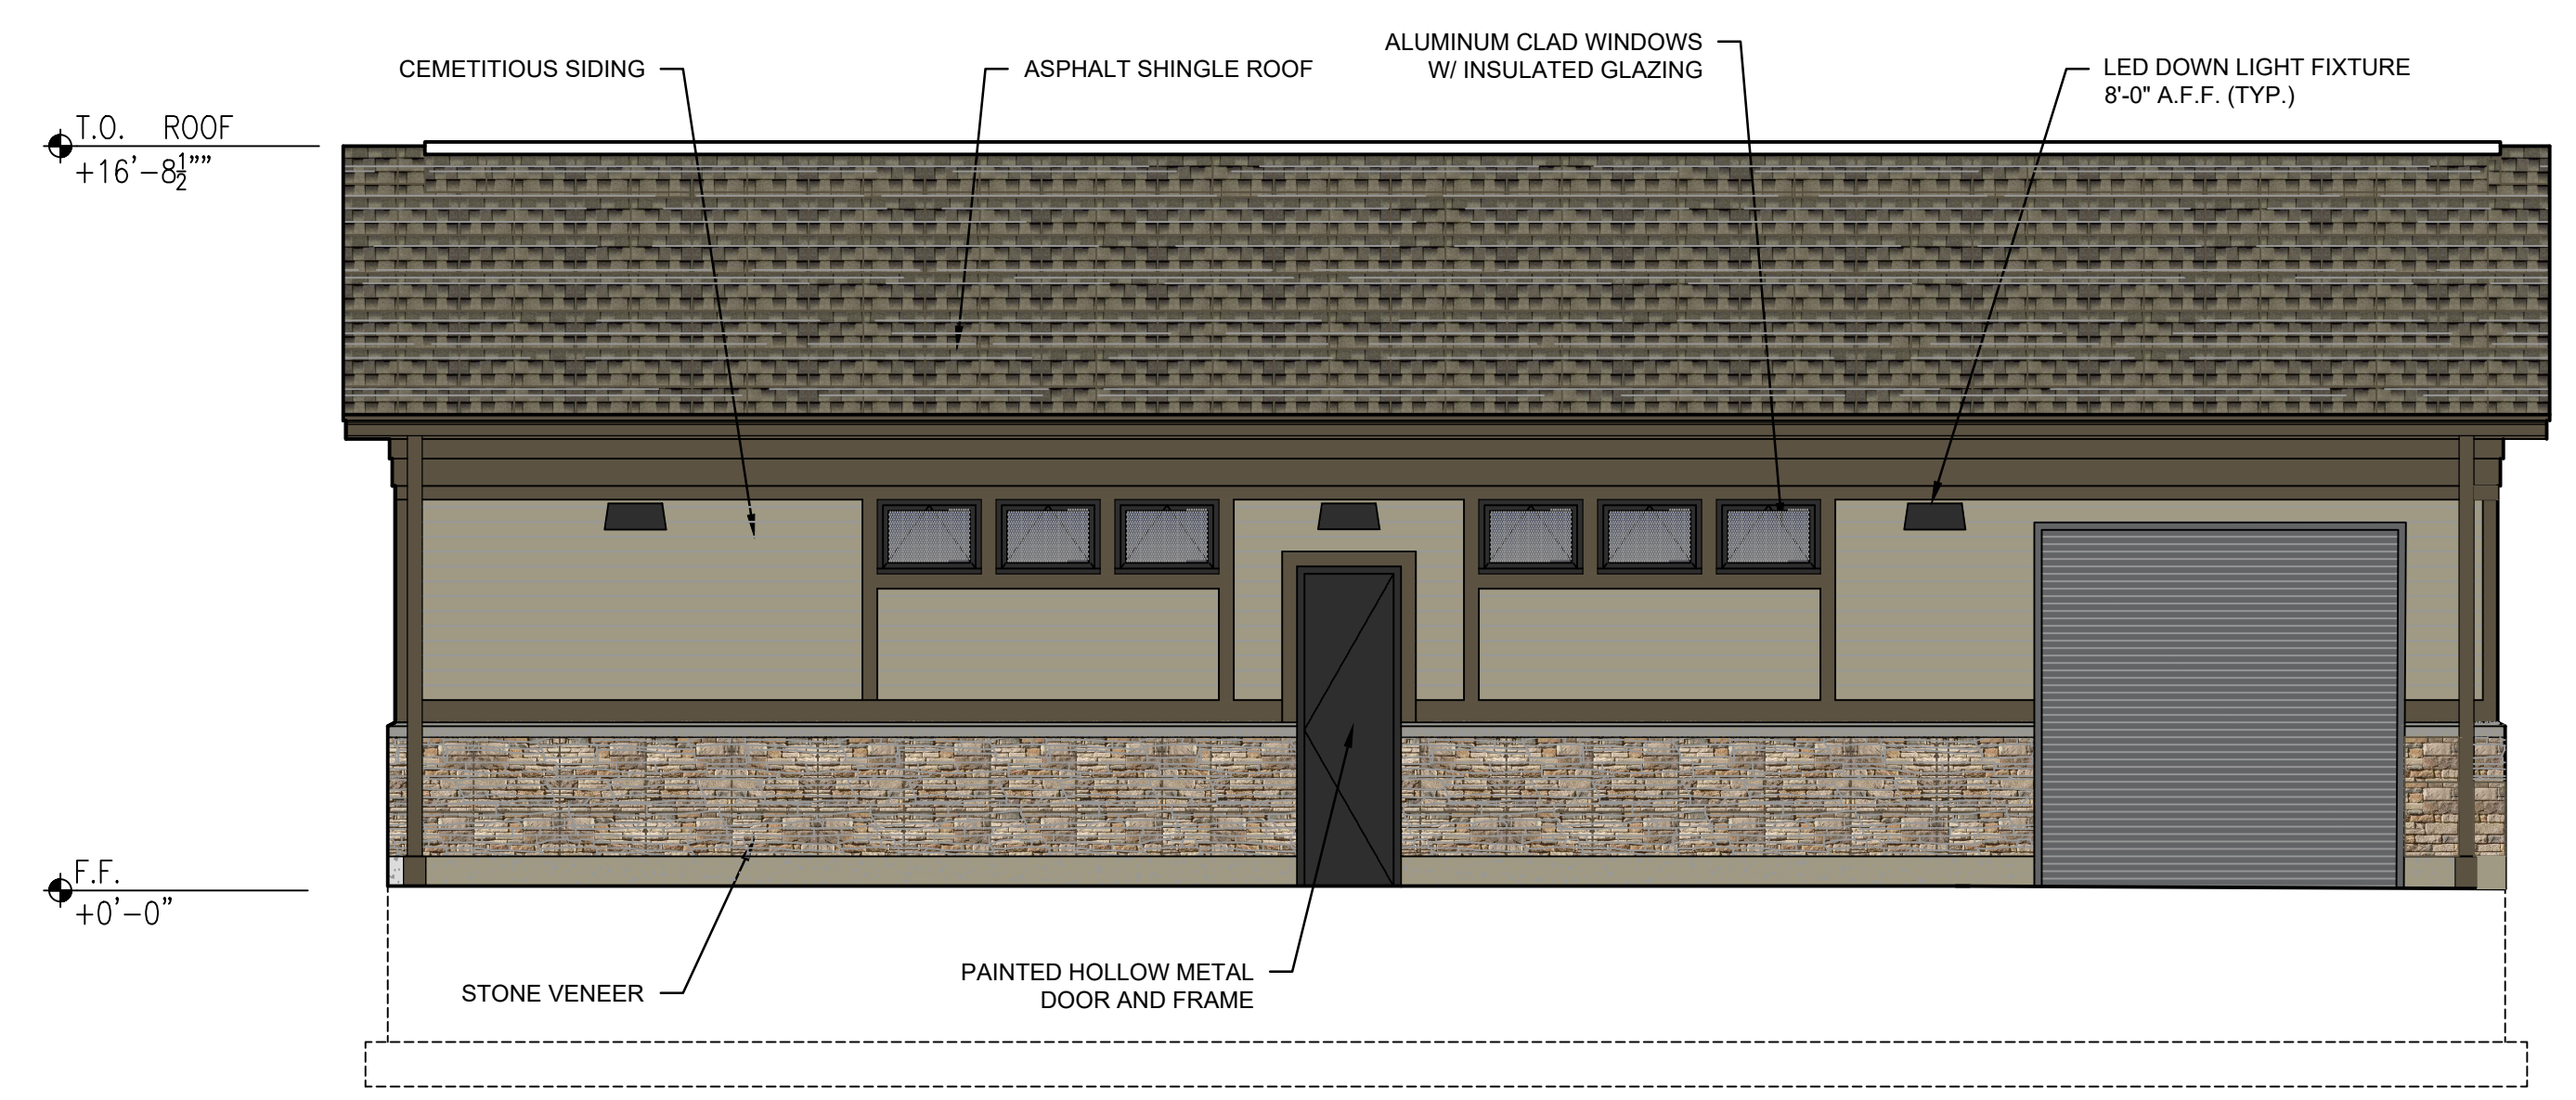 ALUMINUM CLAD WINDOWS
W/ INSULATED GLAZING
CEMETITIOUS SIDING
ASPHALT SHINGLE ROOF
LED DOWN LIGHT FIXTURE
8'-0" A.F.F. (TYP.)
T.O. ROOF
+16'-8½""
F.F.
+0'-0"
STONE VENEER
PAINTED HOLLOW METAL
DOOR AND FRAME